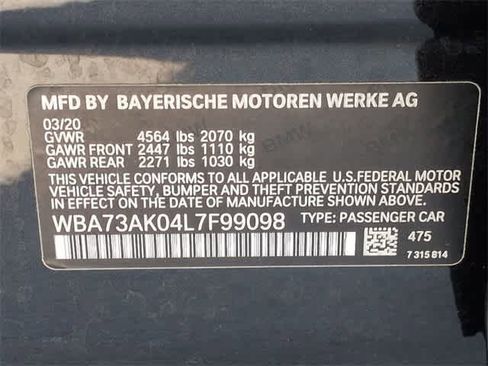 MFD BY BAYERISCHE MOTOREN WERKE AG
03/20
GVWR 4564 lbs 2070 kg
GAWR FRONT 2447 lbs 1110 kg
GAWR REAR 2271 lbs 1030 kg
THIS VEHICLE CONFORMS TO ALL APPLICABLE U.S.FEDERAL MOTOR
VEHICLE SAFETY, BUMPER AND THEFT PREVENTION STANDARDS IN
EFFECT ON THE DATE OF MANUFACTURE SHOWN ABOVE.
WBA73AK04L7F99098 TYPE: PASSENGER CAR
475
7 315 814